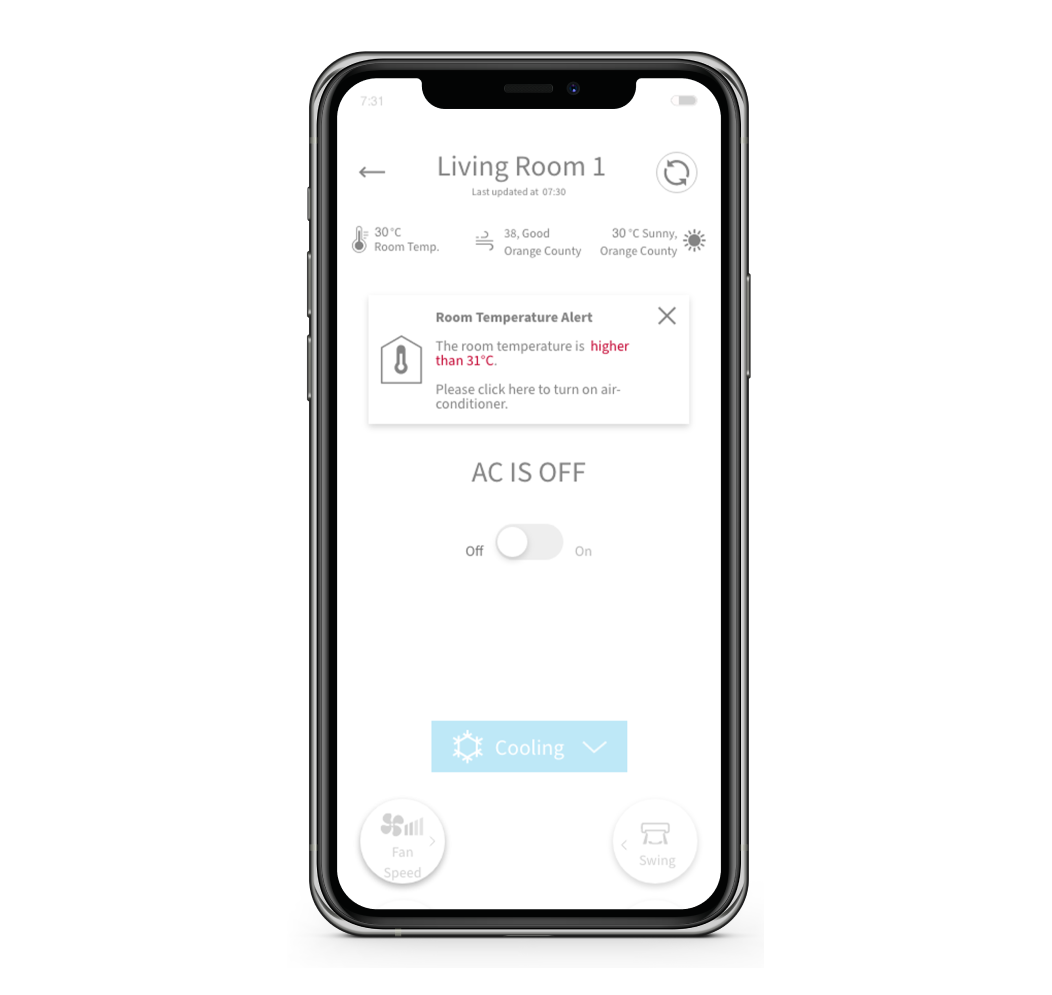 7:31
Living Room 1
Last updated at 07:30
30 °C
Room Temp.
38, Good
Orange County
30 °C Sunny,
Orange County
Room Temperature Alert
The room temperature is higher
than 31°C.
Please click here to turn on air-
conditioner.
AC IS OFF
Off
On
Cooling
Fan
Speed
Swing